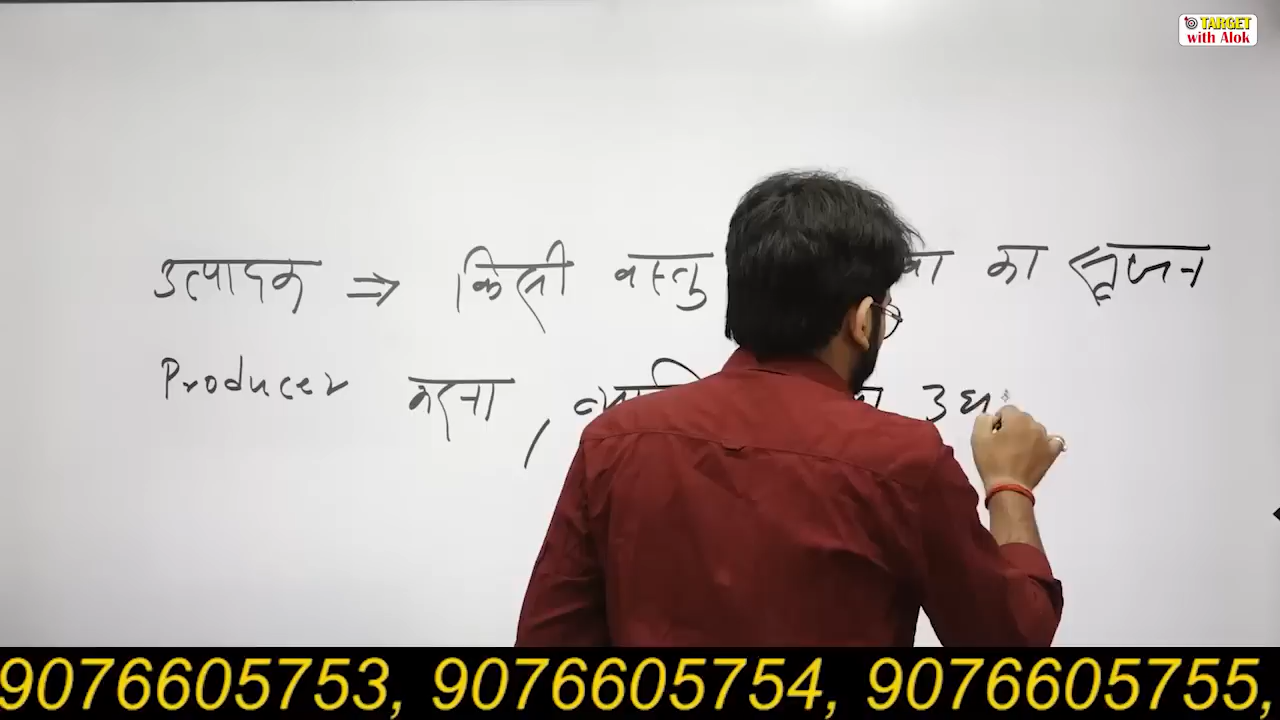 TARGET
with Alok
उत्पादक ⇒ किसी वस्तु का सृजन
Producer करना,
9076605753, 9076605754, 9076605755,